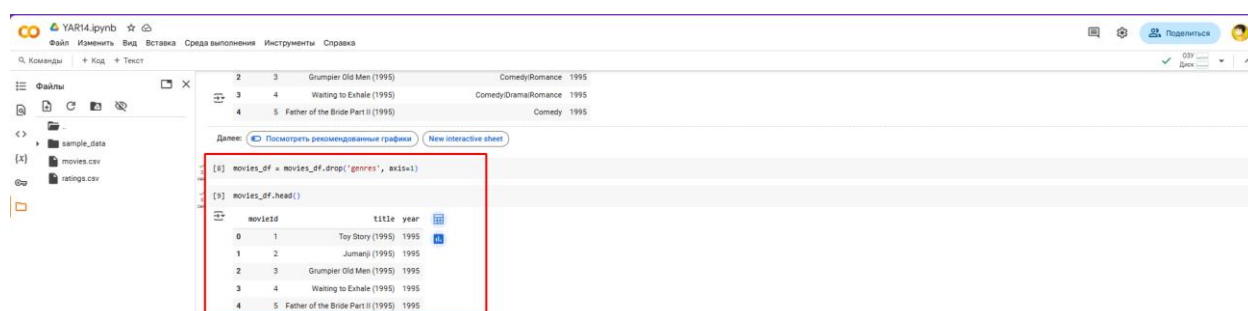 YAR14.ipynb
Файл Изменить Вид Вставка Среда выполнения Инструменты Справка
Поделиться
Команды + Код + Текст
ОЗУ
Диск
Файлы
..
sample_data
movies.csv
ratings.csv
2 3 Grumpier Old Men (1995) Comedy|Romance 1995
3 4 Waiting to Exhale (1995) Comedy|Drama|Romance 1995
4 5 Father of the Bride Part II (1995) Comedy 1995
Далее: Посмотреть рекомендованные графики New interactive sheet
[8] movies_df = movies_df.drop('genres', axis=1)
[9] movies_df.head()
movieId title year
0 1 Toy Story (1995) 1995
1 2 Jumanji (1995) 1995
2 3 Grumpier Old Men (1995) 1995
3 4 Waiting to Exhale (1995) 1995
4 5 Father of the Bride Part II (1995) 1995